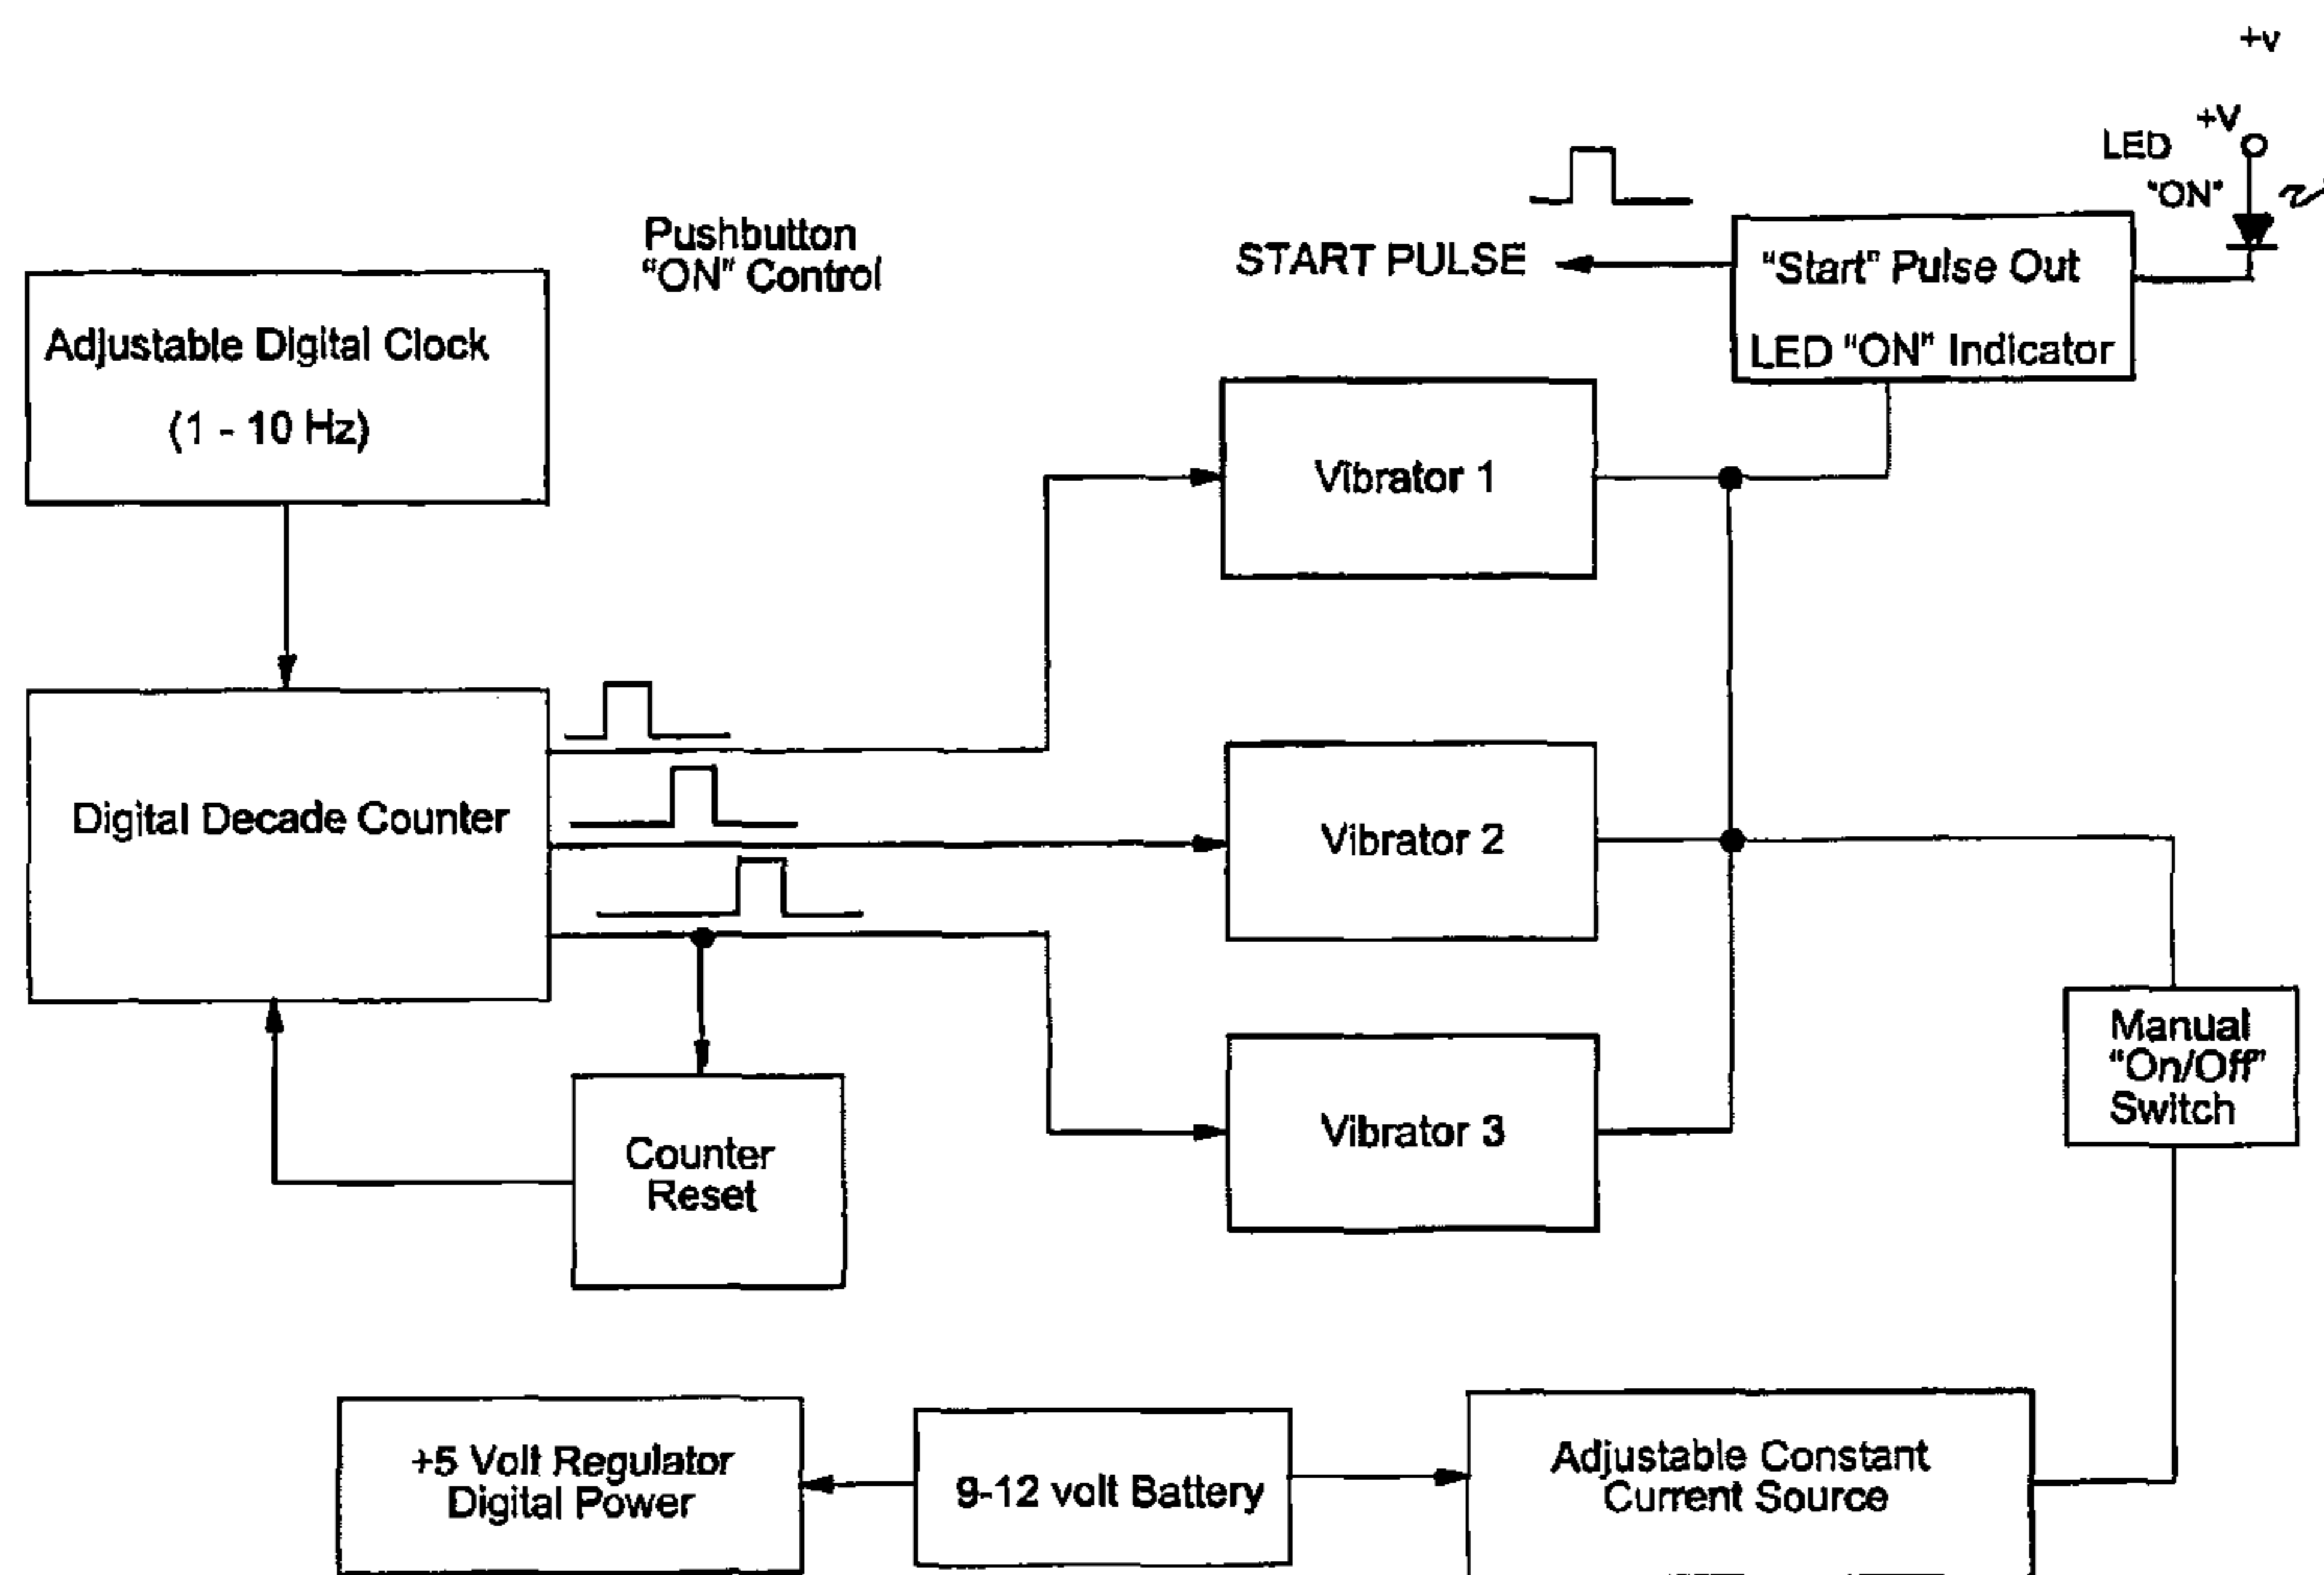 +v
+V
LED
"ON"
Pushbutton
"ON" Control
START PULSE
"Start" Pulse Out
LED "ON" Indicator
Adjustable Digital Clock
(1 - 10 Hz)
Vibrator 1
Digital Decade Counter
Vibrator 2
Manual
"On/Off"
Switch
Vibrator 3
Counter
Reset
+5 Volt Regulator
Digital Power
9-12 volt Battery
Adjustable Constant
Current Source